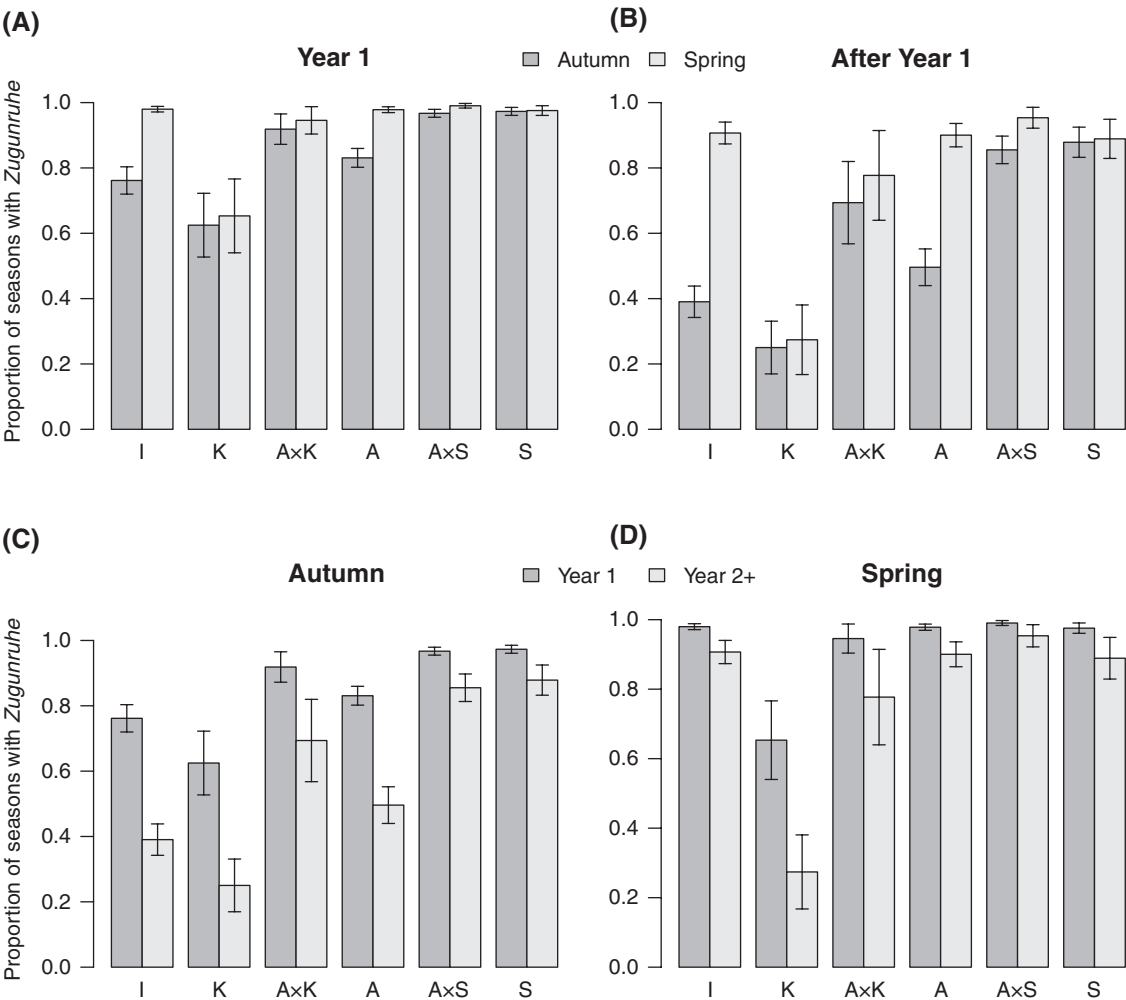 (A)
Year 1
Autumn Spring
(B)
After Year 1
Proportion of seasons with Zugunruhe
1.0
0.8
0.6
0.4
0.2
0.0
I K A×K A A×S S
1.0
0.8
0.6
0.4
0.2
0.0
I K A×K A A×S S
(C)
Autumn
Year 1 Year 2+
(D)
Spring
Proportion of seasons with Zugunruhe
1.0
0.8
0.6
0.4
0.2
0.0
I K A×K A A×S S
1.0
0.8
0.6
0.4
0.2
0.0
I K A×K A A×S S